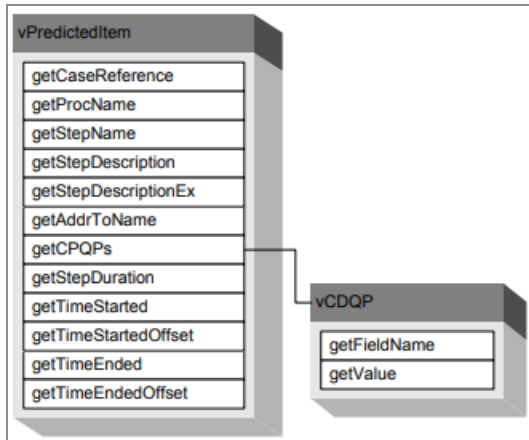 vPredictedItem
getCaseReference
getProcName
getStepName
getStepDescription
getStepDescriptionEx
getAddrToName
getCPQPs
getStepDuration
getTimeStarted
getTimeStartedOffset
getTimeEnded
getTimeEndedOffset
vCDQP
getFieldName
getValue